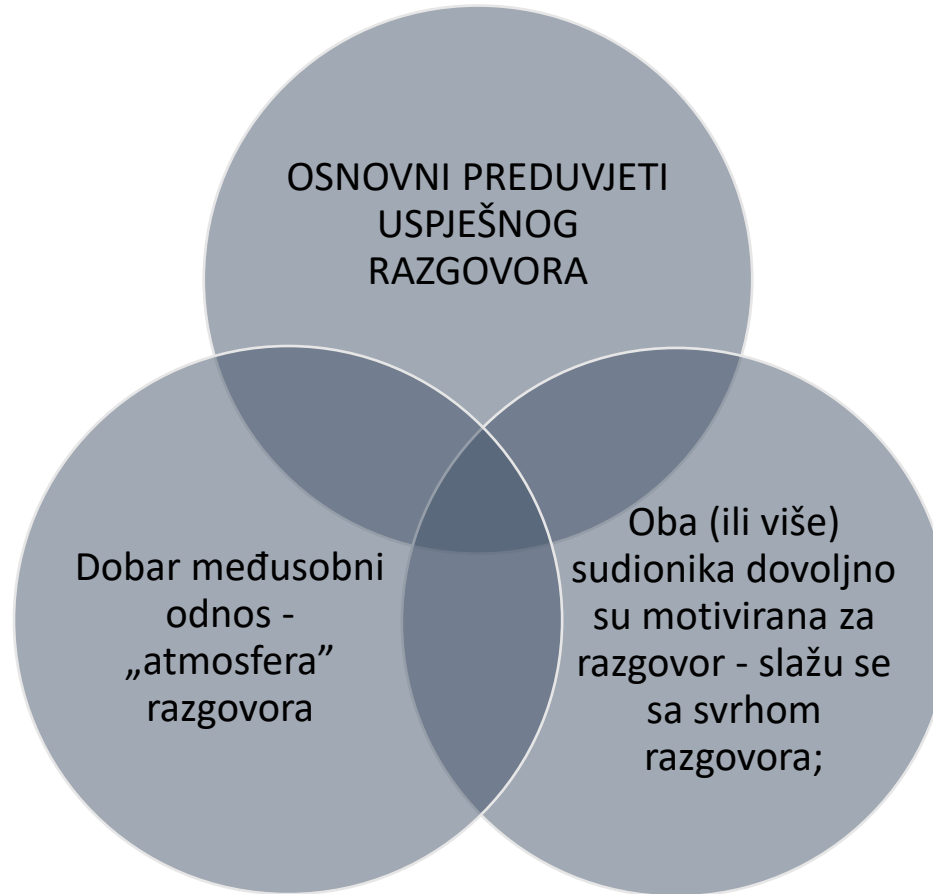 OSNOVNI PREDUVJETI
USPJEŠNOG
RAZGOVORA
Dobar međusobni
odnos -
„atmosfera”
razgovora
Oba (ili više)
sudionika dovoljno
su motivirana za
razgovor - slažu se
sa svrhom
razgovora;